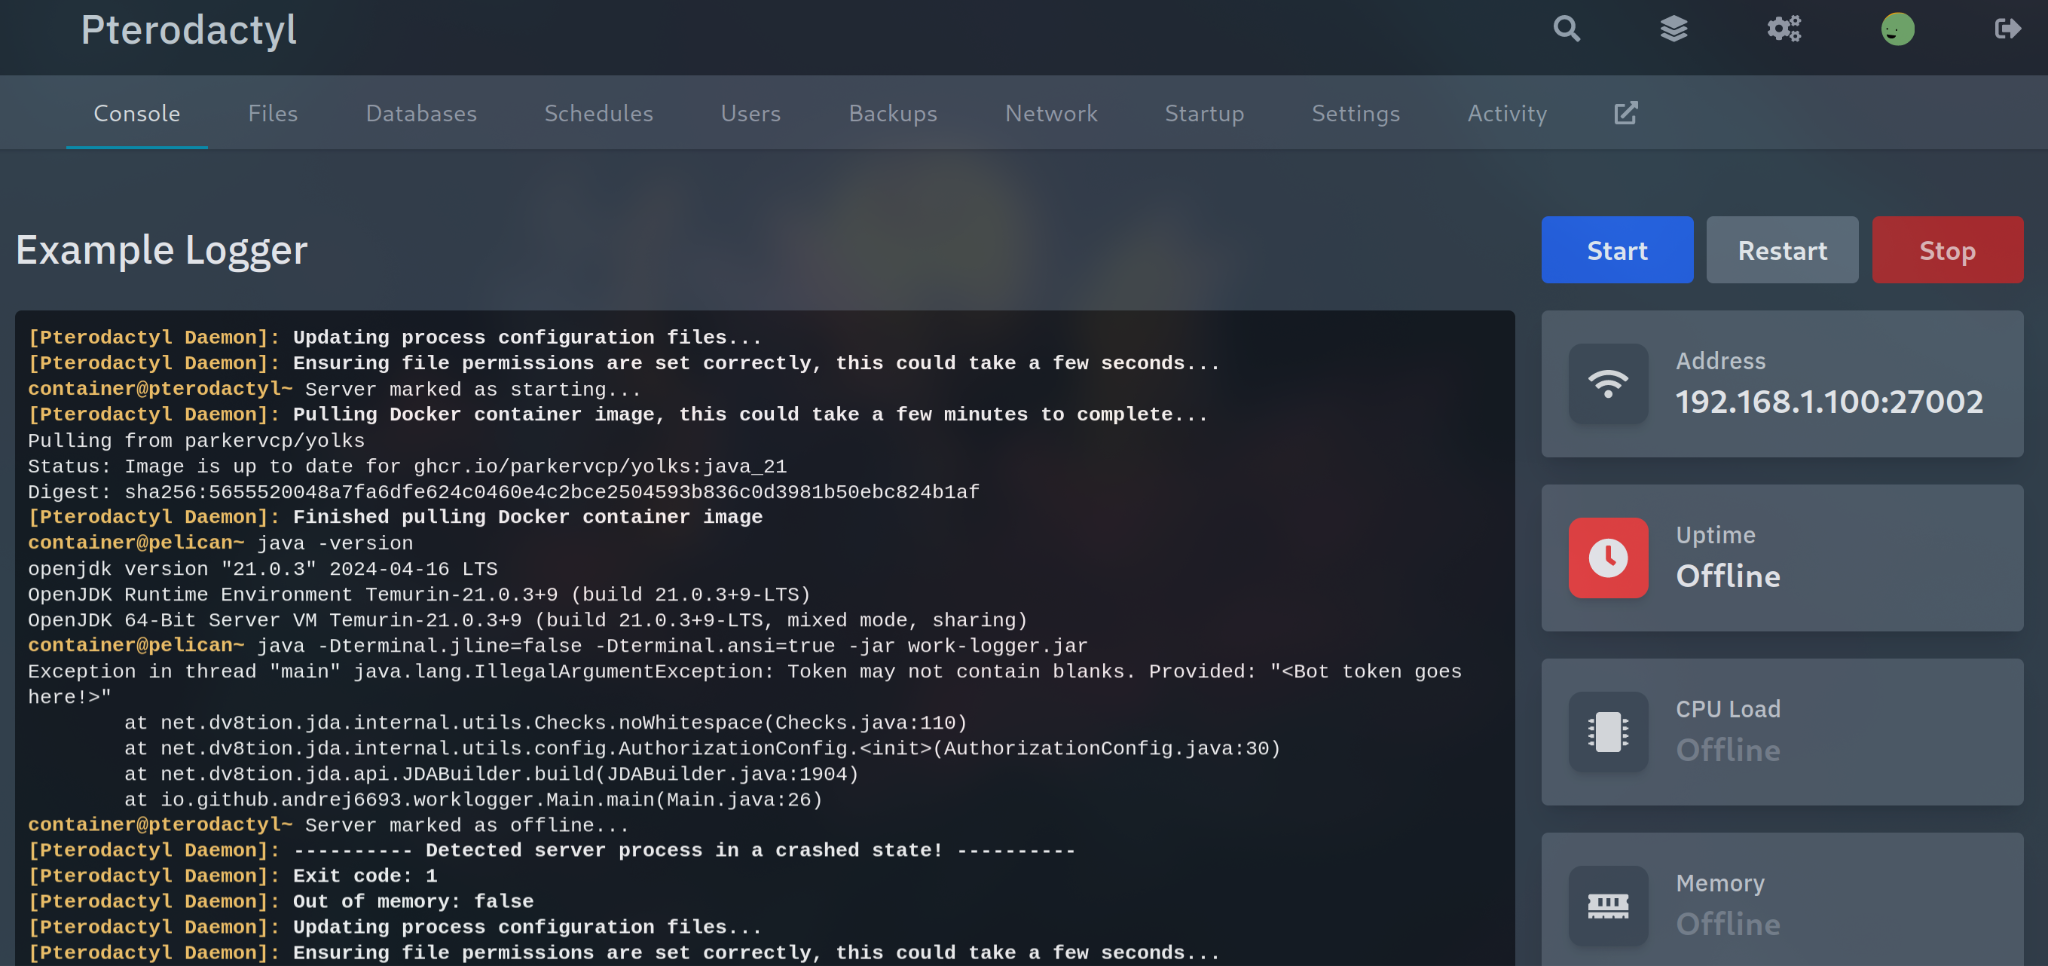 Pterodactyl
Console Files Databases Schedules Users Backups Network Startup Settings Activity
Example Logger
Start Restart Stop
[Pterodactyl Daemon]: Updating process configuration files...
[Pterodactyl Daemon]: Ensuring file permissions are set correctly, this could take a few seconds...
container@pterodactyl~ Server marked as starting...
[Pterodactyl Daemon]: Pulling Docker container image, this could take a few minutes to complete...
Pulling from parkervcp/yolks
Status: Image is up to date for ghcr.io/parkervcp/yolks:java_21
Digest: sha256:5655520048a7fa6dfe624c0460e4c2bce2504593b836c0d3981b50ebc824b1af
[Pterodactyl Daemon]: Finished pulling Docker container image
container@pelican~ java -version
openjdk version "21.0.3" 2024-04-16 LTS
OpenJDK Runtime Environment Temurin-21.0.3+9 (build 21.0.3+9-LTS)
OpenJDK 64-Bit Server VM Temurin-21.0.3+9 (build 21.0.3+9-LTS, mixed mode, sharing)
container@pelican~ java -Dterminal.jline=false -Dterminal.ansi=true -jar work-logger.jar
Exception in thread "main" java.lang.IllegalArgumentException: Token may not contain blanks. Provided: "<Bot token goes
here!>"
        at net.dv8tion.jda.internal.utils.Checks.noWhitespace(Checks.java:110)
        at net.dv8tion.jda.internal.utils.config.AuthorizationConfig.<init>(AuthorizationConfig.java:30)
        at net.dv8tion.jda.api.JDABuilder.build(JDABuilder.java:1904)
        at io.github.andrej6693.worklogger.Main.main(Main.java:26)
container@pterodactyl~ Server marked as offline...
[Pterodactyl Daemon]: ---------- Detected server process in a crashed state! ----------
[Pterodactyl Daemon]: Exit code: 1
[Pterodactyl Daemon]: Out of memory: false
[Pterodactyl Daemon]: Updating process configuration files...
[Pterodactyl Daemon]: Ensuring file permissions are set correctly, this could take a few seconds...
Address
192.168.1.100:27002
Uptime
Offline
CPU Load
Offline
Memory
Offline